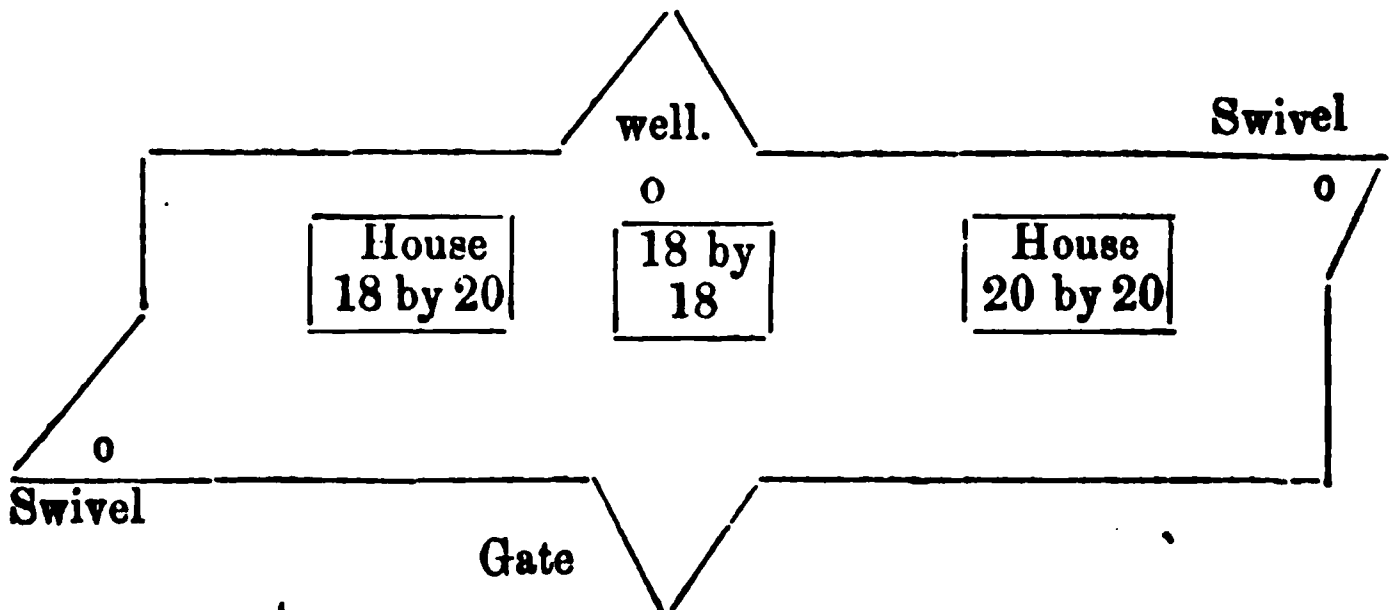 well.
Swivel
o
o
House
18 by 20
18 by
18
House
20 by 20
o
Swivel
Gate